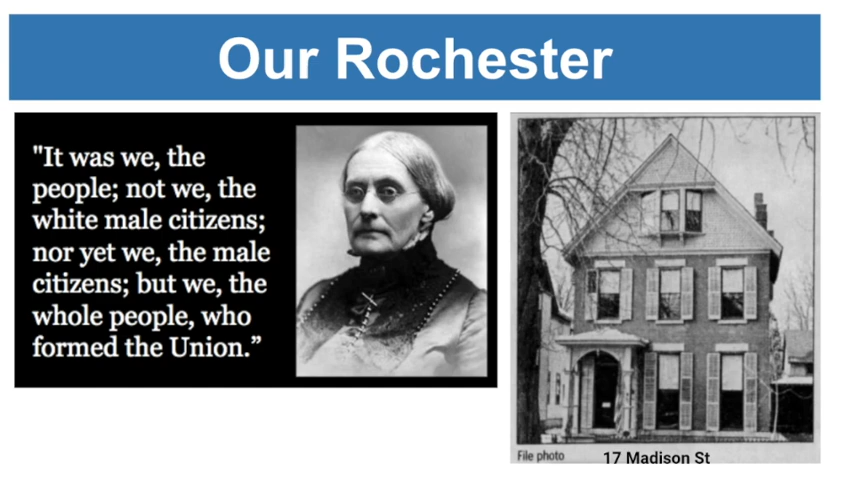 Our Rochester
"It was we, the
people; not we, the
white male citizens;
nor yet we, the male
citizens; but we, the
whole people, who
formed the Union.”
File photo
17 Madison St